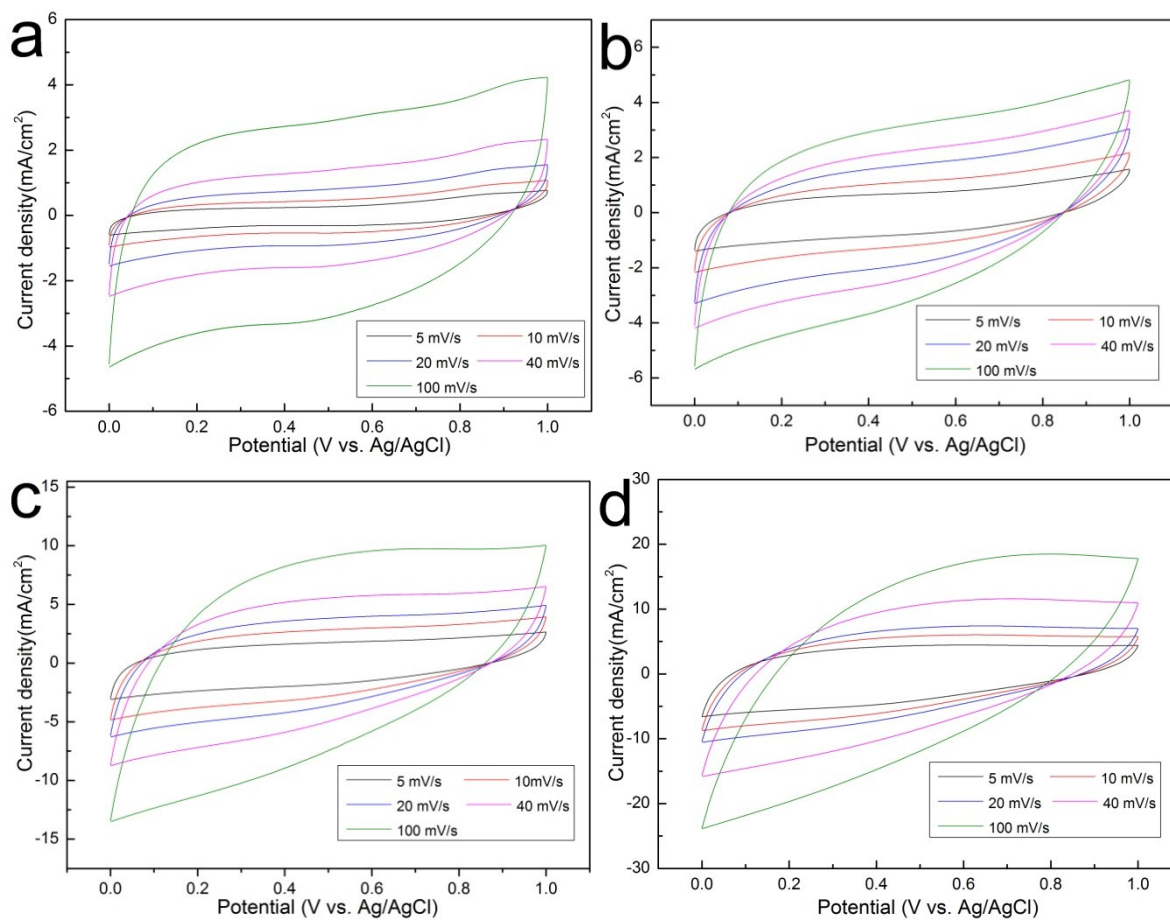 a
Current density(mA/cm²)
6
4
2
0
-2
-4
-6
0.0 0.2 0.4 0.6 0.8 1.0
Potential (V vs. Ag/AgCl)
5 mV/s 10 mV/s
20 mV/s 40 mV/s
100 mV/s
b
Current density(mA/cm²)
6
4
2
0
-2
-4
-6
0.0 0.2 0.4 0.6 0.8 1.0
Potential (V vs. Ag/AgCl)
5 mV/s 10 mV/s
20 mV/s 40 mV/s
100 mV/s
c
Current density(mA/cm²)
15
10
5
0
-5
-10
-15
0.0 0.2 0.4 0.6 0.8 1.0
Potential (V vs. Ag/AgCl)
5 mV/s 10mV/s
20 mV/s 40 mV/s
100 mV/s
d
Current density(mA/cm²)
30
20
10
0
-10
-20
-30
0.0 0.2 0.4 0.6 0.8 1.0
Potential (V vs. Ag/AgCl)
5 mV/s 10 mV/s
20 mV/s 40 mV/s
100 mV/s